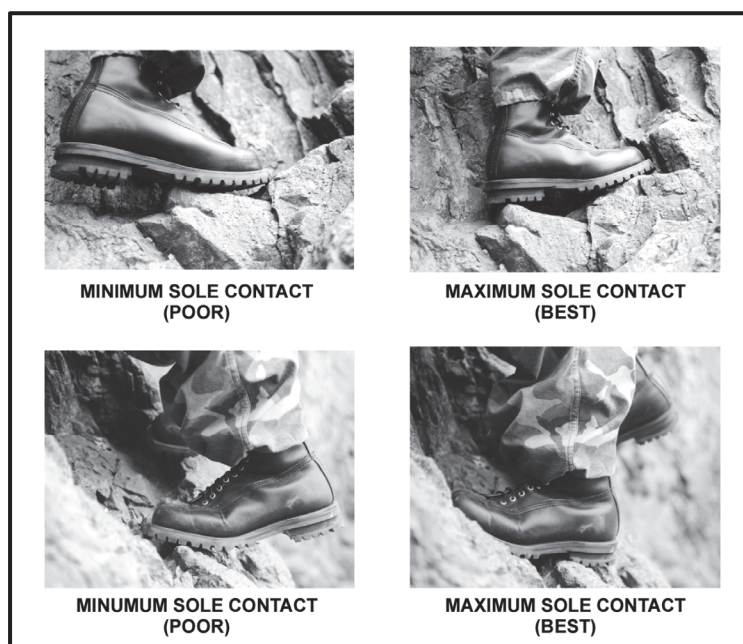 MINIMUM SOLE CONTACT
(POOR)
MAXIMUM SOLE CONTACT
(BEST)
MINUMUM SOLE CONTACT
(POOR)
MAXIMUM SOLE CONTACT
(BEST)